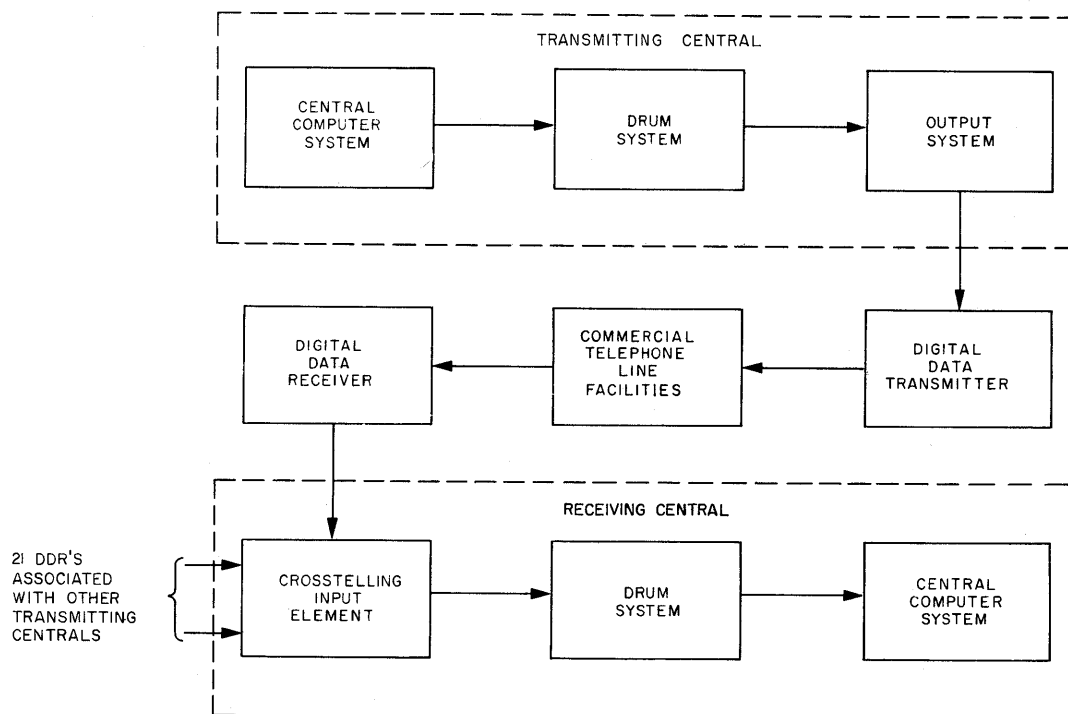 TRANSMITTING CENTRAL
CENTRAL
COMPUTER
SYSTEM
DRUM
SYSTEM
OUTPUT
SYSTEM
DIGITAL
DATA
RECEIVER
COMMERCIAL
TELEPHONE
LINE
FACILITIES
DIGITAL
DATA
TRANSMITTER
RECEIVING CENTRAL
21 DDR'S
ASSOCIATED
WITH OTHER
TRANSMITTING
CENTRALS
CROSSTELLING
INPUT
ELEMENT
DRUM
SYSTEM
CENTRAL
COMPUTER
SYSTEM